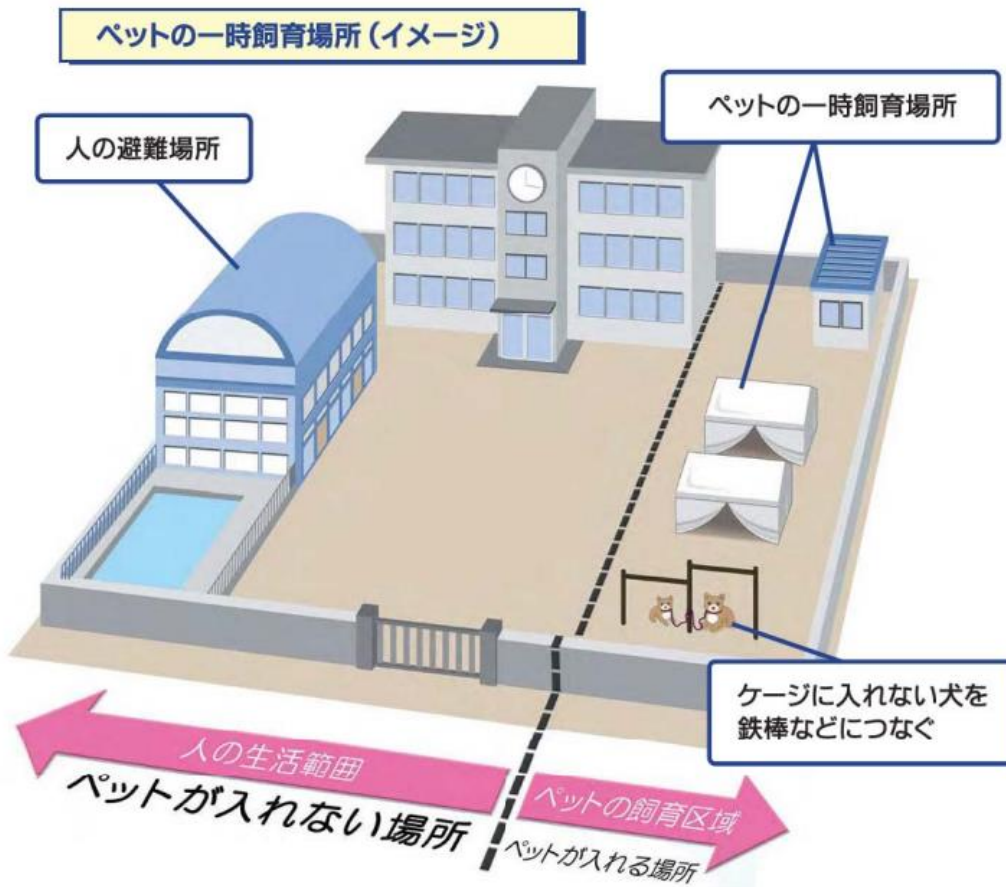 ペットの一時飼育場所（イメージ）
人の避難場所
ペットの一時飼育場所
ケージに入れない犬を
鉄棒などにつなぐ
人の生活範囲
ペットが入れない場所
ペットの飼育区域
ペットが入れる場所